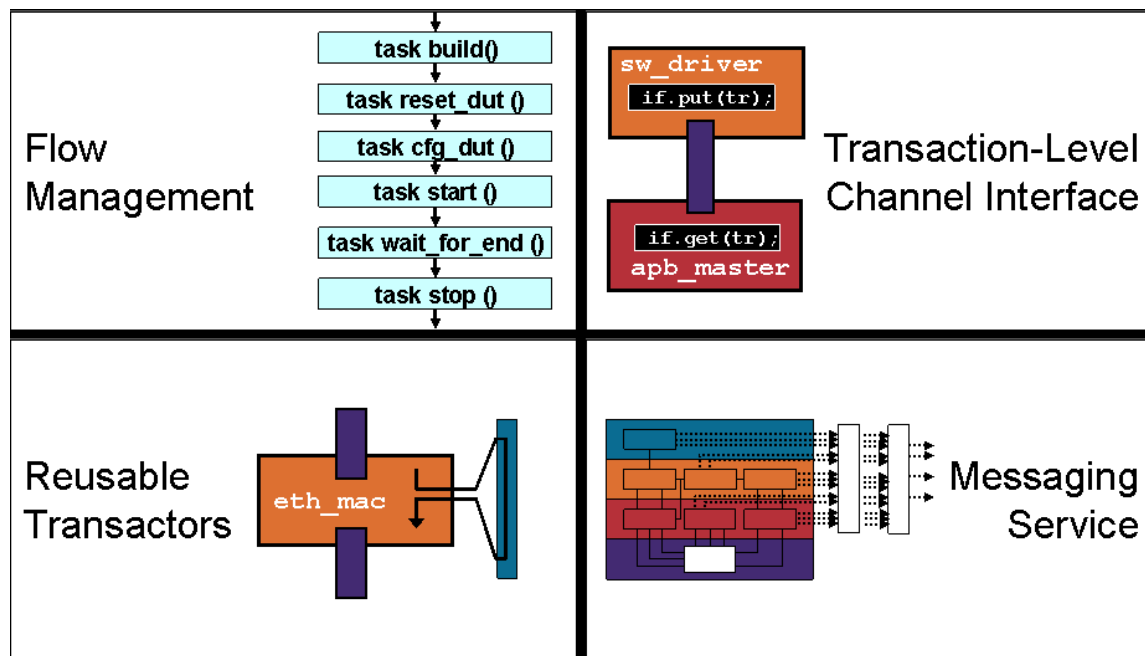 Flow
Management
task build()
task reset_dut ()
task cfg_dut ()
task start ()
task wait_for_end ()
task stop ()
sw_driver
if.put(tr);
if.get(tr);
apb_master
Transaction-Level
Channel Interface
Reusable
Transactors
eth_mac
Messaging
Service